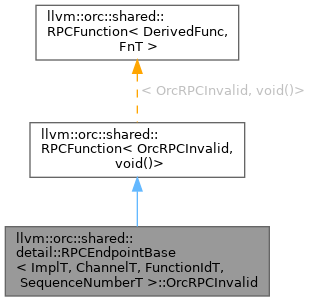 llvm::orc::shared::
RPCFunction< DerivedFunc,
FnT >
< OrcRPCInvalid, void()>
llvm::orc::shared::
RPCFunction< OrcRPCInvalid,
void()>
llvm::orc::shared::
detail::RPCEndpointBase
< ImplT, ChannelT, FunctionIdT,
SequenceNumberT >::OrcRPCInvalid